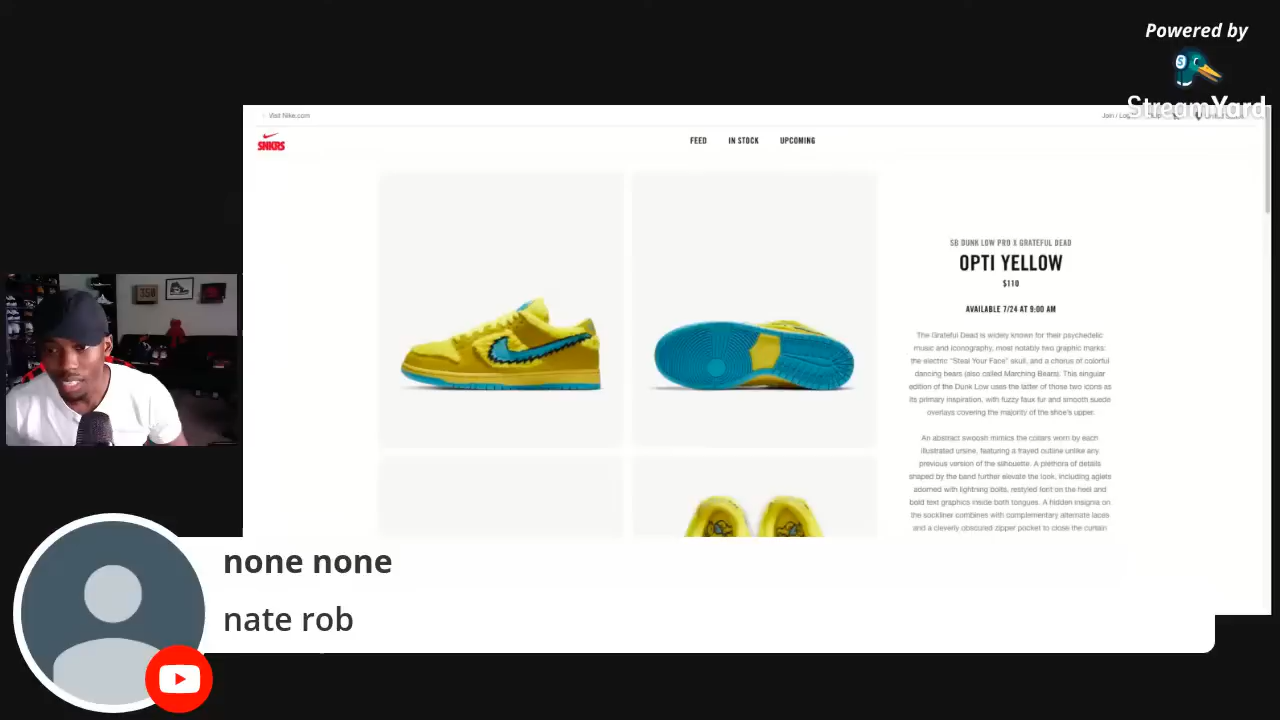 Powered by
StreamYard
Visit Nike.com
Join / Log
SNKRS
FEED
IN STOCK
UPCOMING
350
SB DUNK LOW PRO X GRATEFUL DEAD
OPTI YELLOW
$110
AVAILABLE 7/24 AT 9:00 AM
The Grateful Dead is widely known for their psychedelic
music and iconography, most notably two graphic marks:
the electric "Steal Your Face" skull, and a chorus of colorful
dancing bears (also called Marching Bears). This singular
edition of the Dunk Low uses the latter of those two icons as
its primary inspiration, with fuzzy faux fur and smooth suede
overlays covering the majority of the shoe's upper.
An abstract swoosh mimics the collars worn by each
illustrated ursine, featuring a frayed outline unlike any
previous version of the silhouette. A plethora of details
shaped by the band further elevate the look, including aglets
adorned with lightning bolts, restyled font on the heel and
bold text graphics inside both tongues. A hidden insignia on
the sockliner combines with complementary alternate laces
and a cleverly obscured zipper pocket to close the curtain
none none
nate rob